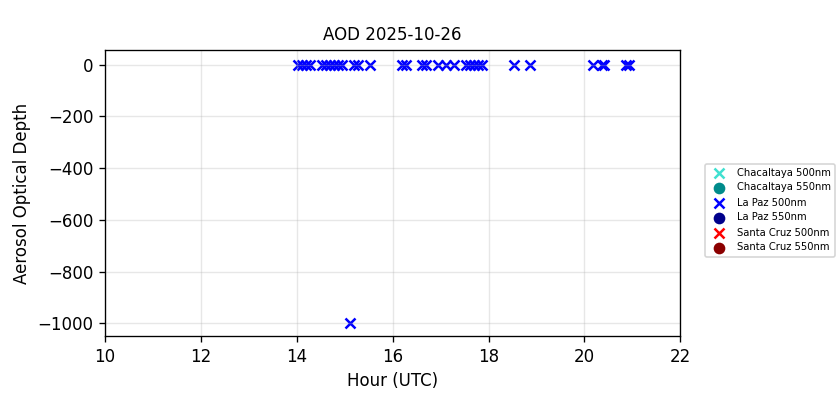 AOD 2025-10-26
Aerosol Optical Depth
0
−200
−400
−600
−800
−1000
10 12 14 16 18 20 22
Hour (UTC)
Chacaltaya 500nm
Chacaltaya 550nm
La Paz 500nm
La Paz 550nm
Santa Cruz 500nm
Santa Cruz 550nm